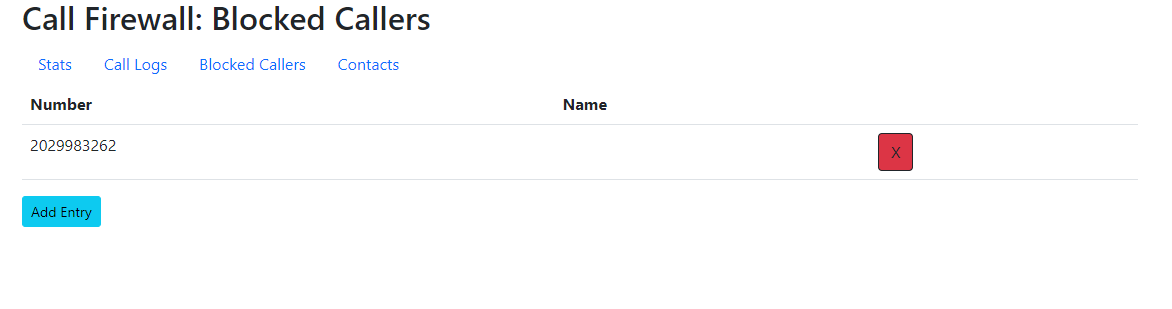 Call Firewall: Blocked Callers
Stats Call Logs Blocked Callers Contacts
Number Name
2029983262 X
Add Entry